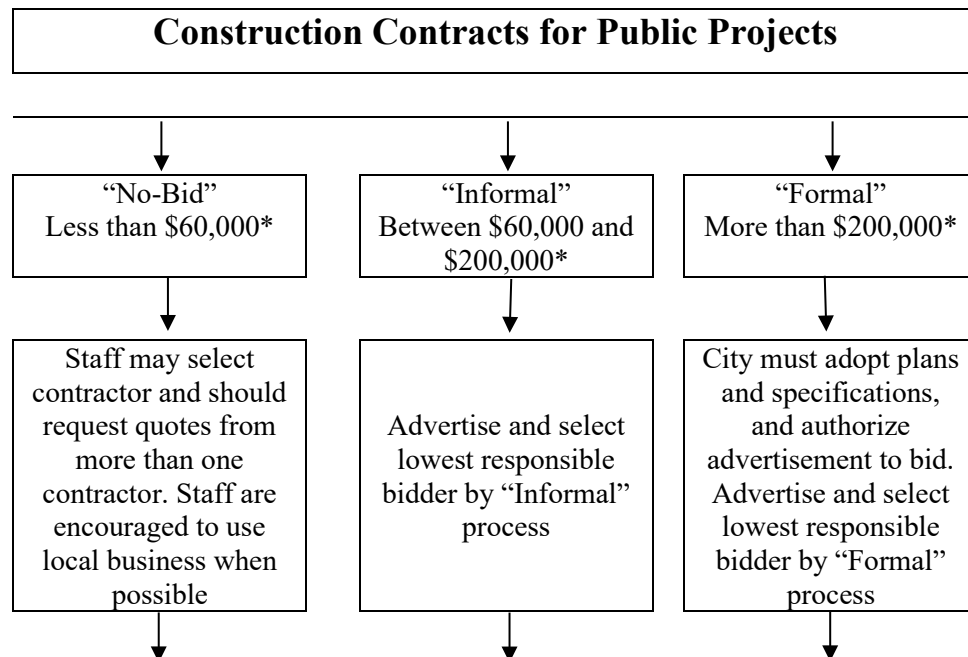 Construction Contracts for Public Projects
“No-Bid”
Less than $60,000*
“Informal”
Between $60,000 and
$200,000*
“Formal”
More than $200,000*
Staff may select
contractor and should
request quotes from
more than one
contractor. Staff are
encouraged to use
local business when
possible
Advertise and select
lowest responsible
bidder by “Informal”
process
City must adopt plans
and specifications,
and authorize
advertisement to bid.
Advertise and select
lowest responsible
bidder by “Formal”
process